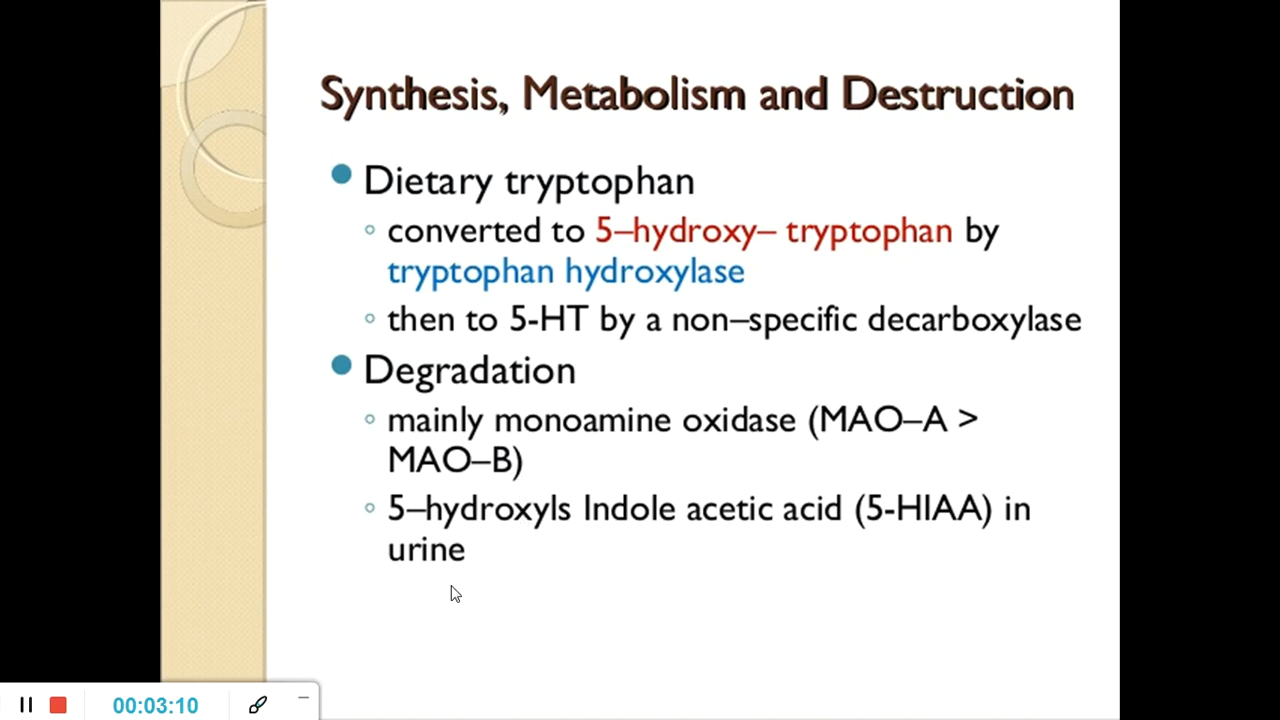 Synthesis, Metabolism and Destruction
Dietary tryptophan
converted to 5–hydroxy– tryptophan by
tryptophan hydroxylase
then to 5-HT by a non–specific decarboxylase
Degradation
mainly monoamine oxidase (MAO–A >
MAO–B)
5–hydroxyls Indole acetic acid (5-HIAA) in
urine
00:03:10